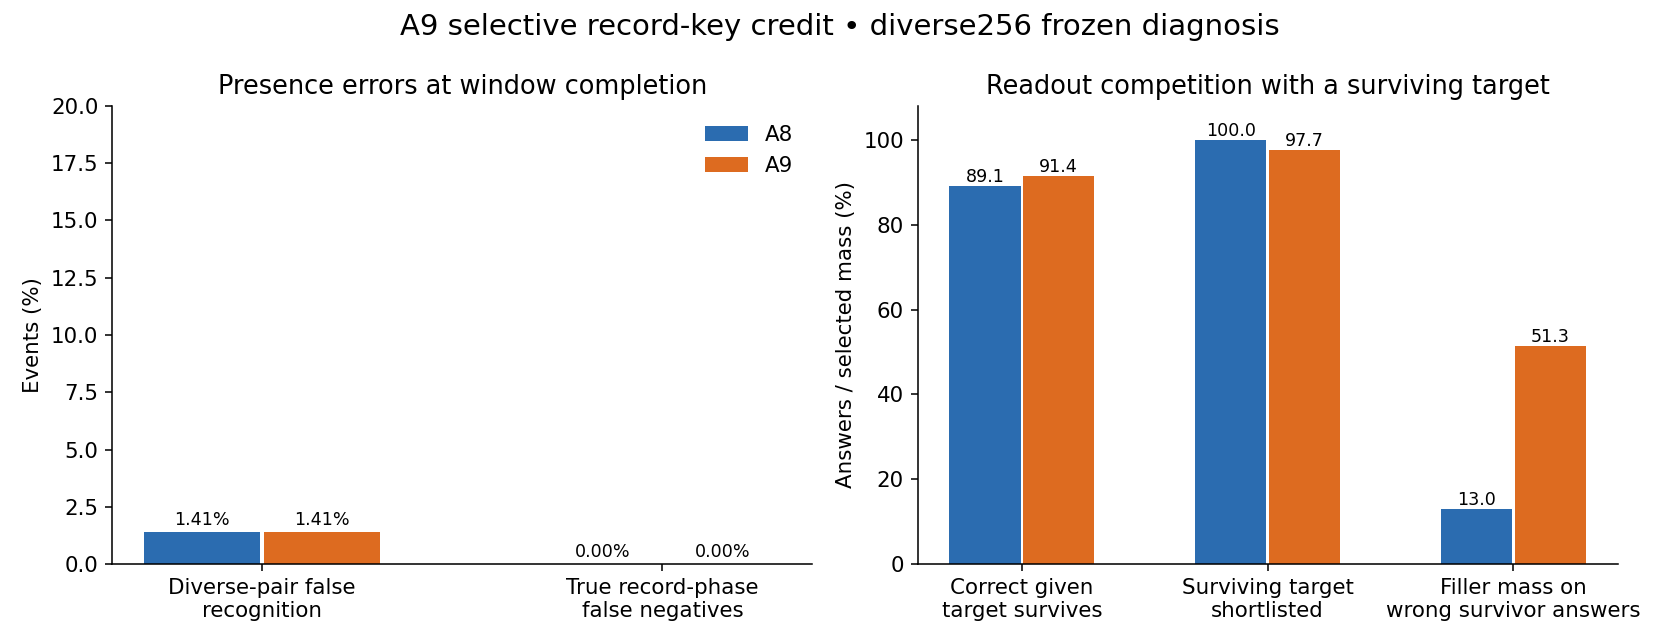 A9 selective record-key credit • diverse256 frozen diagnosis
Presence errors at window completion
Events (%)
20.0
17.5
15.0
12.5
10.0
7.5
5.0
2.5
0.0
A8
A9
1.41%
1.41%
0.00%
0.00%
Diverse-pair false
recognition
True record-phase
false negatives
Readout competition with a surviving target
Answers / selected mass (%)
100
80
60
40
20
0
89.1
91.4
100.0
97.7
13.0
51.3
Correct given
target survives
Surviving target
shortlisted
Filler mass on
wrong survivor answers